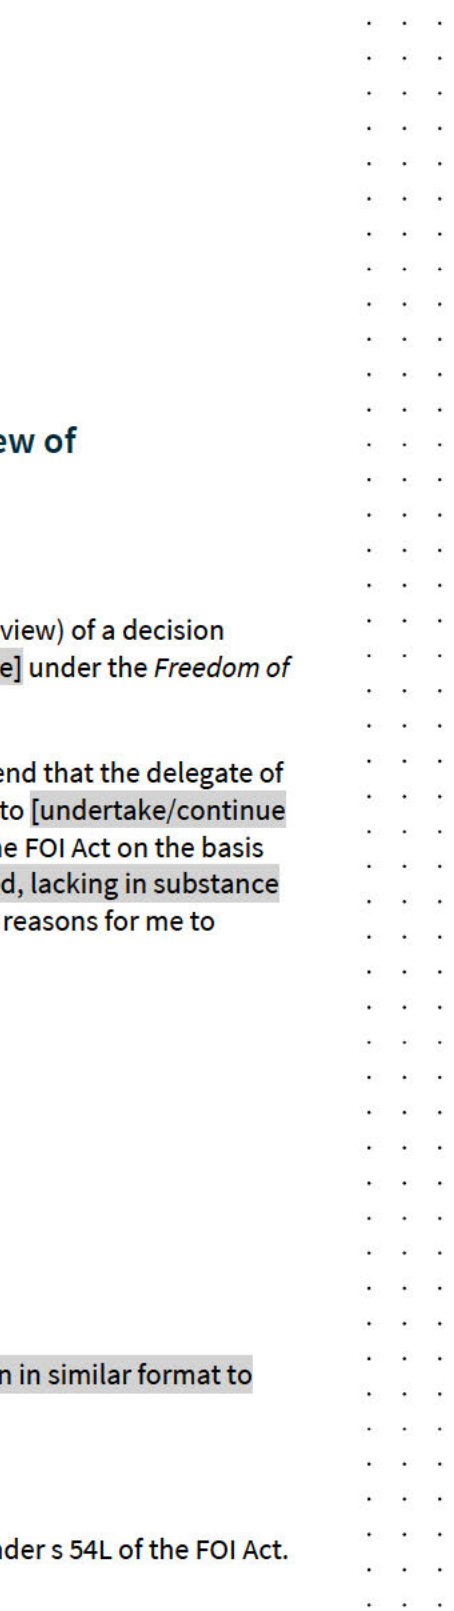 ew of
view) of a decision
e] under the Freedom of
end that the delegate of
to [undertake/continue
e FOI Act on the basis
d, lacking in substance
reasons for me to
n in similar format to
nder s 54L of the FOI Act.